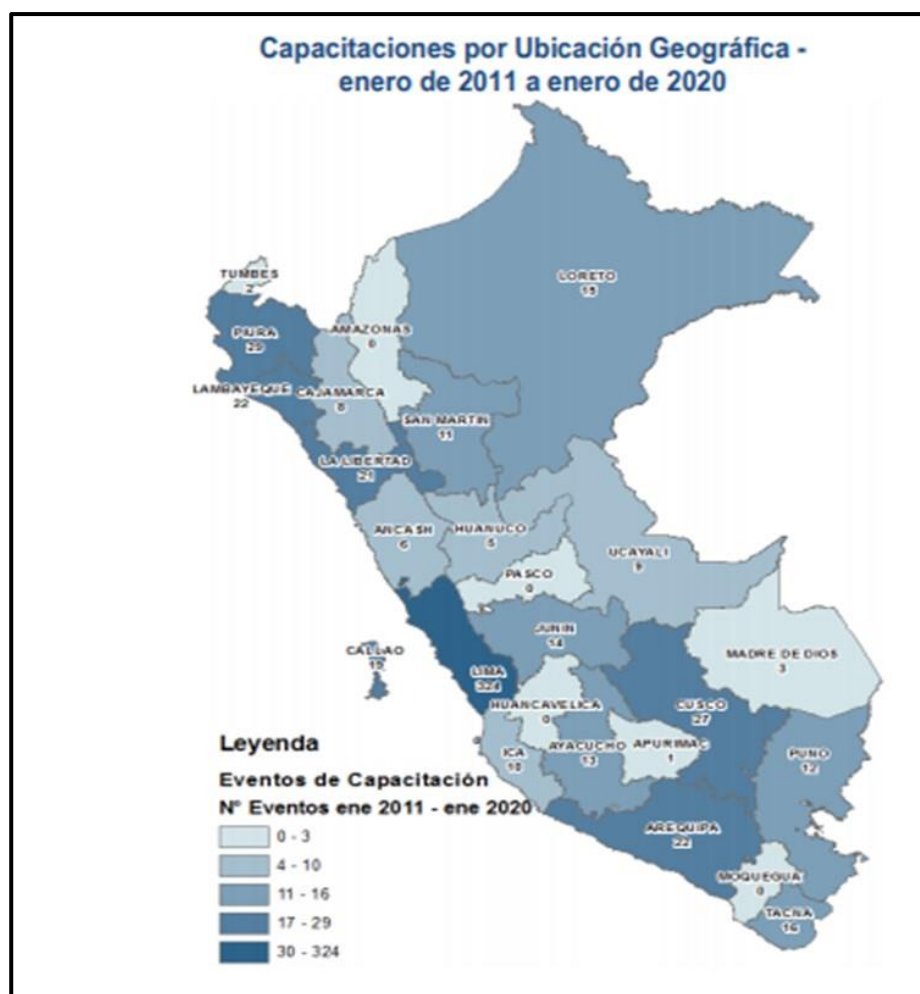 Capacitaciones por Ubicación Geográfica -
enero de 2011 a enero de 2020
TUMBES
2
LORETO
15
PIURA
29
AMAZONAS
0
LAMBAYEQUE
22
CAJAMARCA
8
SAN MARTIN
11
LA LIBERTAD
21
ANCASH
6
HUANUCO
5
UCAYALI
9
PASCO
0
JUNIN
14
CALLAO
LIMA
324
MADRE DE DIOS
3
CUSCO
27
HUANCAVELICA
0
ICA
10
AYACUCHO
13
APURIMAC
1
PUNO
12
AREQUIPA
22
MOQUEGUA
0
TACNA
16
Leyenda
Eventos de Capacitación
N° Eventos ene 2011 - ene 2020
0 - 3
4 - 10
11 - 16
17 - 29
30 - 324